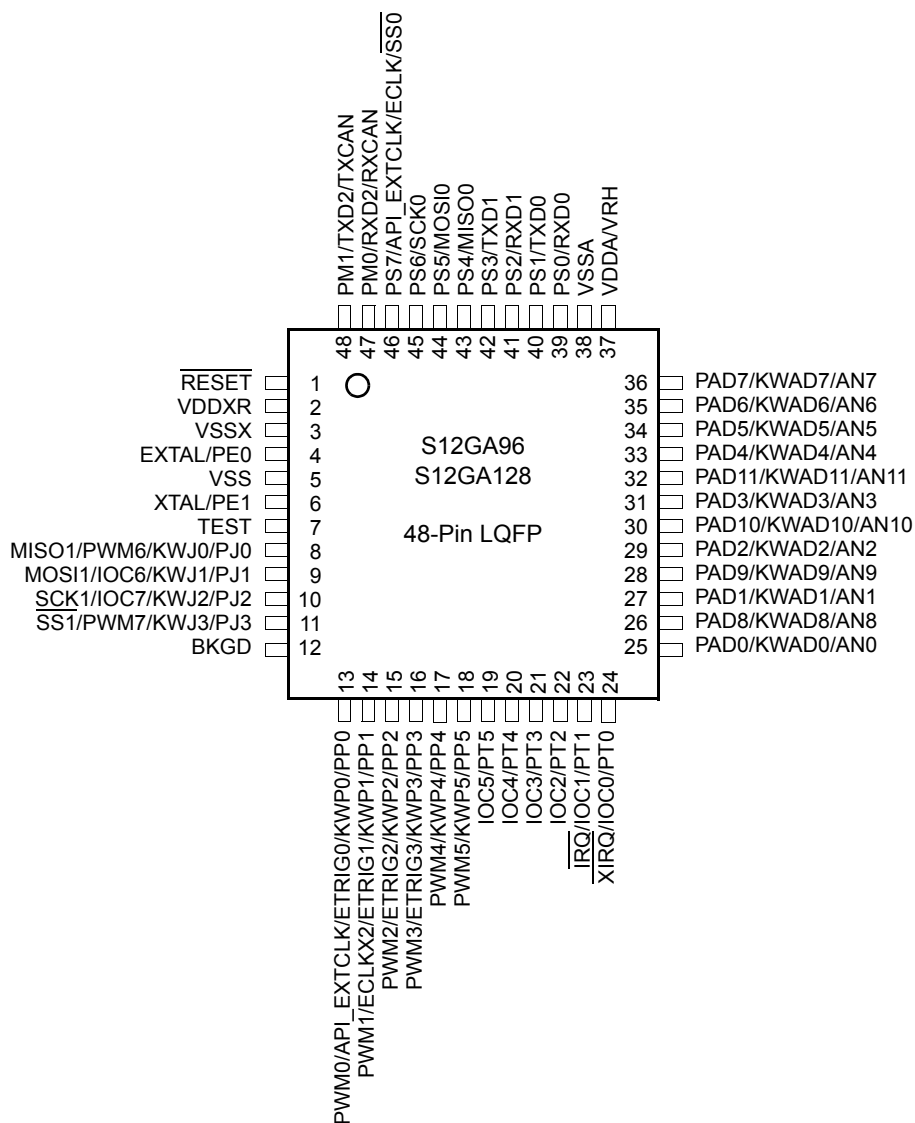 PM1/TXD2/TXCAN
PM0/RXD2/RXCAN
PS7/API_EXTCLK/ECLK/SS0
PS6/SCK0
PS5/MOSI0
PS4/MISO0
PS3/TXD1
PS2/RXD1
PS1/TXD0
PS0/RXD0
VSSA
VDDA/VRH
48
47
46
45
44
43
42
41
40
39
38
37
RESET 1
VDDXR 2
VSSX 3
EXTAL/PE0 4
VSS 5
XTAL/PE1 6
TEST 7
MISO1/PWM6/KWJ0/PJ0 8
MOSI1/IOC6/KWJ1/PJ1 9
SCK1/IOC7/KWJ2/PJ2 10
SS1/PWM7/KWJ3/PJ3 11
BKGD 12
S12GA96
S12GA128
48-Pin LQFP
36 PAD7/KWAD7/AN7
35 PAD6/KWAD6/AN6
34 PAD5/KWAD5/AN5
33 PAD4/KWAD4/AN4
32 PAD11/KWAD11/AN11
31 PAD3/KWAD3/AN3
30 PAD10/KWAD10/AN10
29 PAD2/KWAD2/AN2
28 PAD9/KWAD9/AN9
27 PAD1/KWAD1/AN1
26 PAD8/KWAD8/AN8
25 PAD0/KWAD0/AN0
13
14
15
16
17
18
19
20
21
22
23
24
PWM0/API_EXTCLK/ETRIG0/KWP0/PP0
PWM1/ECLKX2/ETRIG1/KWP1/PP1
PWM2/ETRIG2/KWP2/PP2
PWM3/ETRIG3/KWP3/PP3
PWM4/KWP4/PP4
PWM5/KWP5/PP5
IOC5/PT5
IOC4/PT4
IOC3/PT3
IOC2/PT2
IRQ/IOC1/PT1
XIRQ/IOC0/PT0